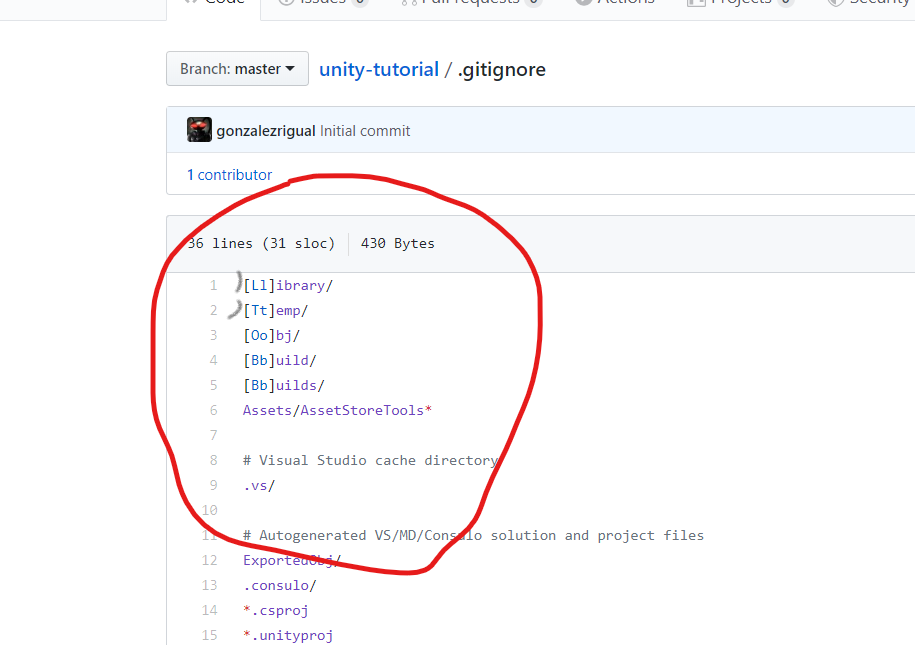 Code Issues 0 Pull requests 0 Actions Projects 0 Security
Branch: master
unity-tutorial / .gitignore
gonzalezrigual Initial commit
1 contributor
36 lines (31 sloc) 430 Bytes
1 [Ll]ibrary/
2 [Tt]emp/
3 [Oo]bj/
4 [Bb]uild/
5 [Bb]uilds/
6 Assets/AssetStoreTools*
7
8 # Visual Studio cache directory
9 .vs/
10
11 # Autogenerated VS/MD/Consulo solution and project files
12 ExportedObj/
13 .consulo/
14 *.csproj
15 *.unityproj